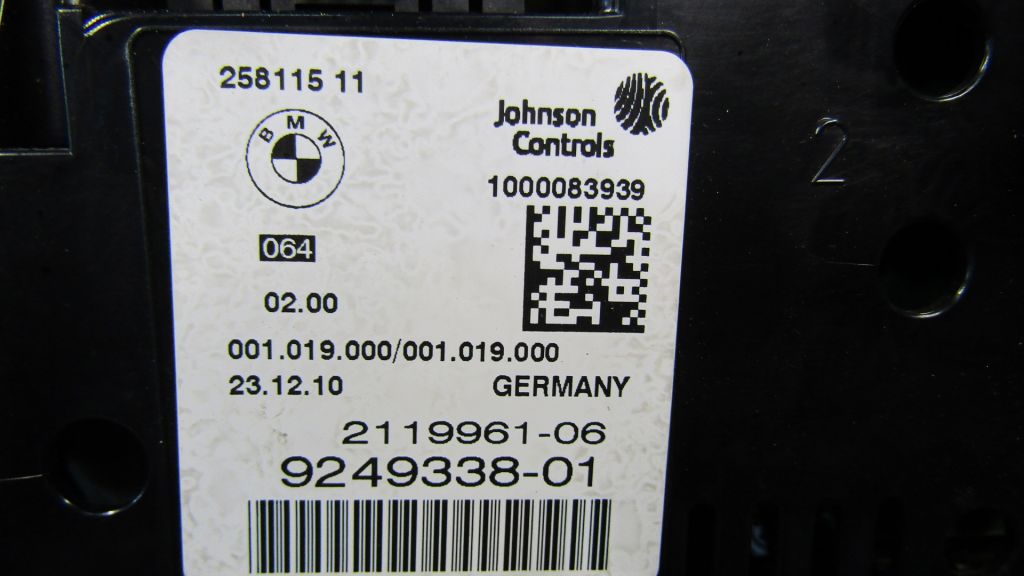 258115 11
BMW
Johnson
Controls
1000083939
064
02.00
001.019.000/001.019.000
23.12.10 GERMANY
2119961-06
9249338-01
2